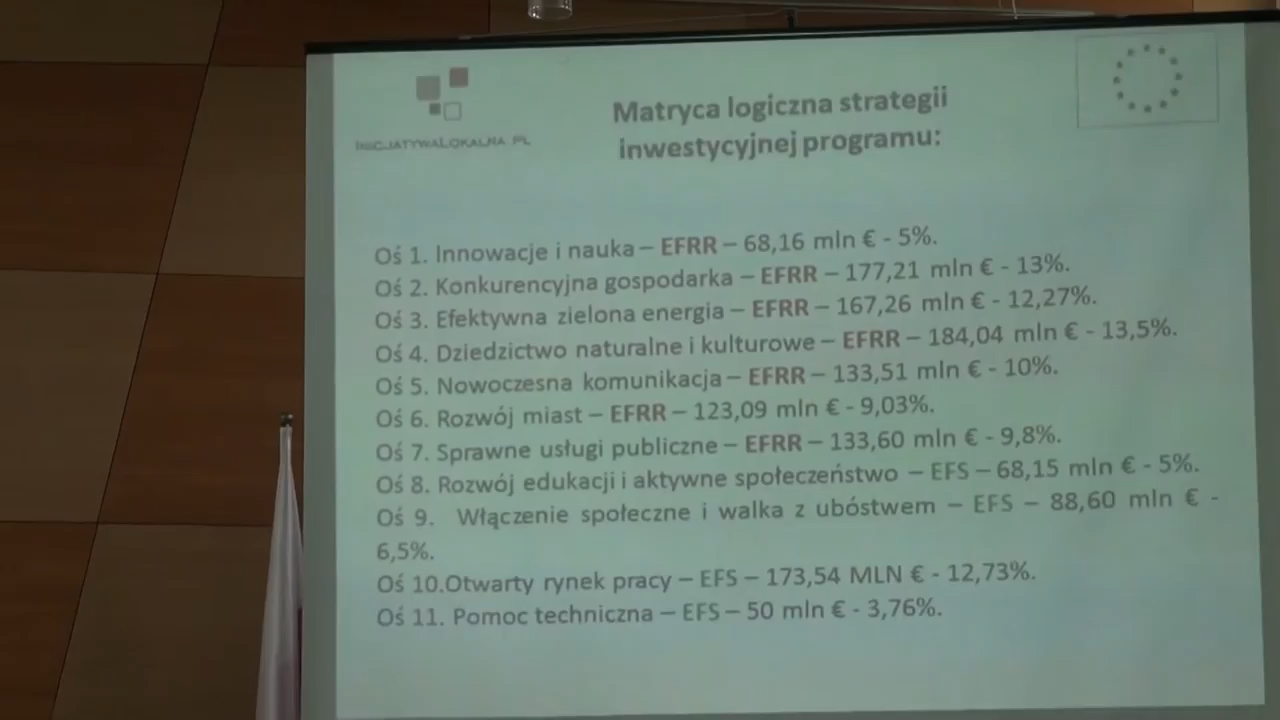 INICJATYWALOKALNA.PL
Matryca logiczna strategii
inwestycyjnej programu:
Oś 1. Innowacje i nauka – EFRR – 68,16 mln € - 5%.
Oś 2. Konkurencyjna gospodarka – EFRR – 177,21 mln € - 13%.
Oś 3. Efektywna zielona energia – EFRR – 167,26 mln € - 12,27%.
Oś 4. Dziedzictwo naturalne i kulturowe – EFRR – 184,04 mln € - 13,5%.
Oś 5. Nowoczesna komunikacja – EFRR – 133,51 mln € - 10%.
Oś 6. Rozwój miast – EFRR – 123,09 mln € - 9,03%.
Oś 7. Sprawne usługi publiczne – EFRR – 133,60 mln € - 9,8%.
Oś 8. Rozwój edukacji i aktywne społeczeństwo – EFS – 68,15 mln € - 5%.
Oś 9. Włączenie społeczne i walka z ubóstwem – EFS – 88,60 mln € -
6,5%.
Oś 10.Otwarty rynek pracy – EFS – 173,54 MLN € - 12,73%.
Oś 11. Pomoc techniczna – EFS – 50 mln € - 3,76%.